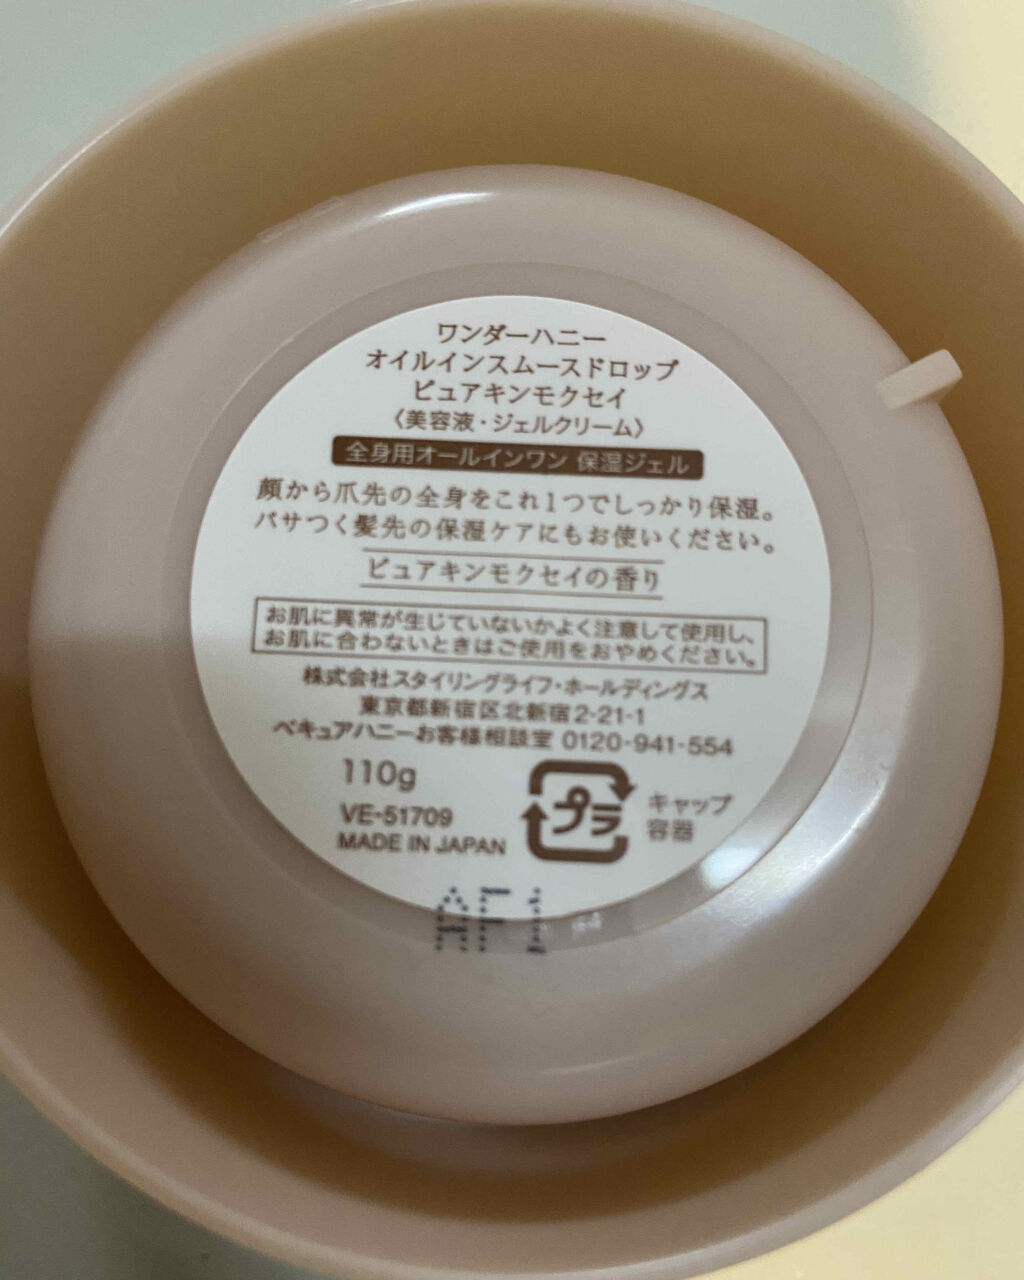 ワンダーハニー
オイルインスムースドロップ
ピュアキンモクセイ
〈美容液・ジェルクリーム〉
全身用オールインワン 保湿ジェル
顔から爪先の全身をこれ1つでしっかり保湿。
パサつく髪先の保湿ケアにもお使いください。
ピュアキンモクセイの香り
お肌に異常が生じていないかよく注意して使用し、
お肌に合わないときはご使用をおやめください。
株式会社スタイリングライフ・ホールディングス
東京都新宿区北新宿2-21-1
ベキュアハニーお客様相談室 0120-941-554
110g
VE-51709
MADE IN JAPAN
プラ
キャップ
容器
AF1